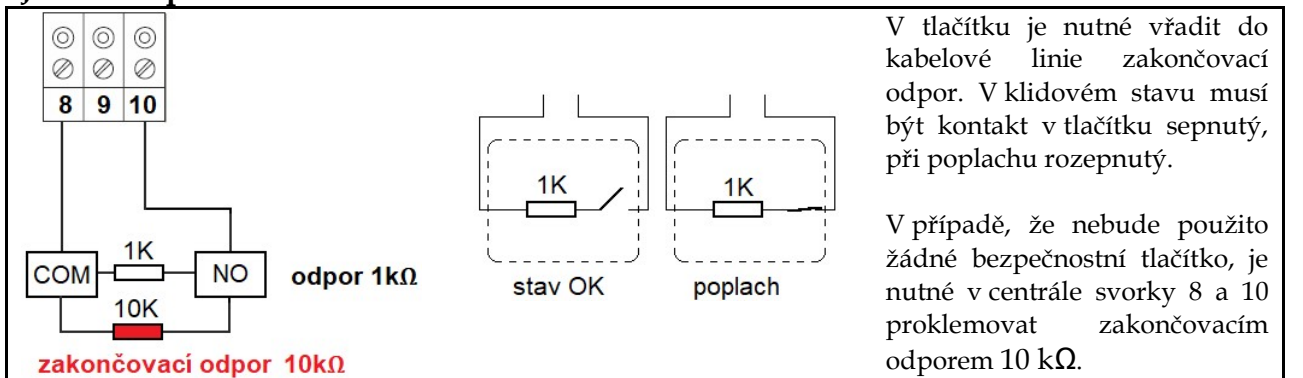 8 9 10
1K
COM NO
odpor 1kΩ
10K
zakončovací odpor 10kΩ
1K
1K
stav OK
poplach
V tlačítku je nutné vřadit do
kabelové linie zakončovací
odpor. V klidovém stavu musí
být kontakt v tlačítku sepnutý,
při poplachu rozepnutý.
V případě, že nebude použito
žádné bezpečnostní tlačítko, je
nutné v centrále svorky 8 a 10
proklemovat zakončovacím
odporem 10 kΩ.